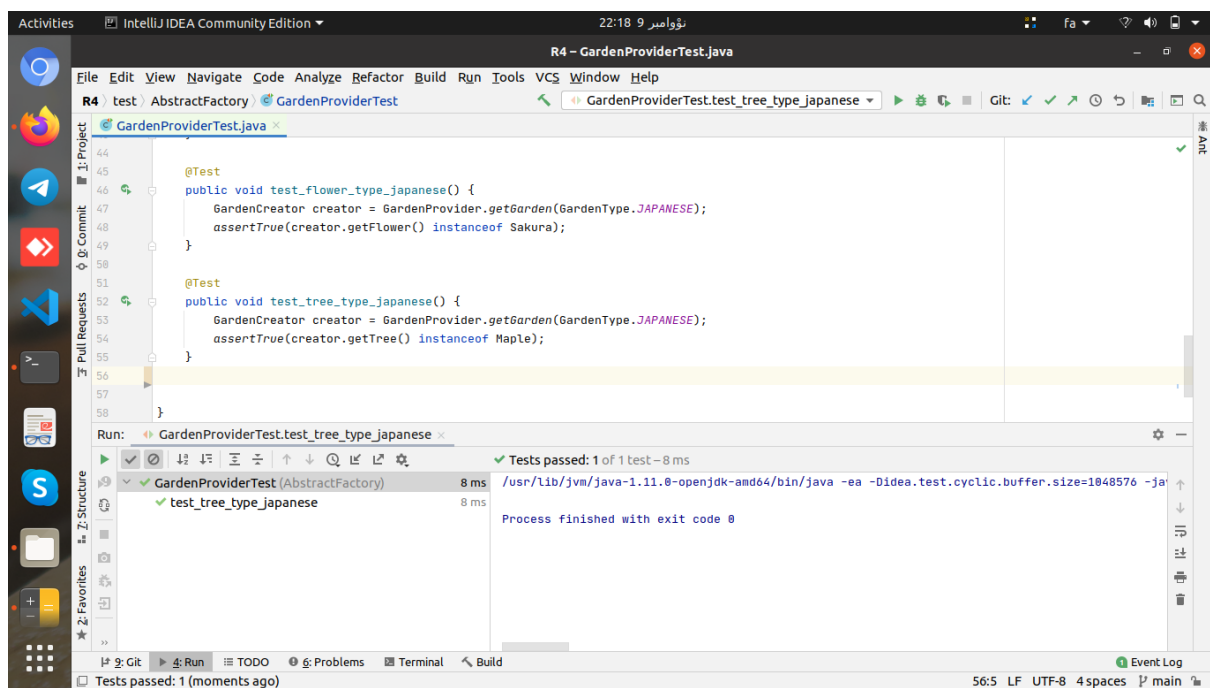 Activities IntelliJ IDEA Community Edition نۆوامبر 9 22:18 fa
R4 – GardenProviderTest.java
File Edit View Navigate Code Analyze Refactor Build Run Tools VCS Window Help
R4 test AbstractFactory GardenProviderTest GardenProviderTest.test_tree_type_japanese Git:
GardenProviderTest.java
1: Project
0: Commit
Pull Requests
Z: Structure
2: Favorites
Ant
44
45 @Test
46 public void test_flower_type_japanese() {
47 GardenCreator creator = GardenProvider.getGarden(GardenType.JAPANESE);
48 assertTrue(creator.getFlower() instanceof Sakura);
49 }
50
51 @Test
52 public void test_tree_type_japanese() {
53 GardenCreator creator = GardenProvider.getGarden(GardenType.JAPANESE);
54 assertTrue(creator.getTree() instanceof Maple);
55 }
56
57
58 }
Run: GardenProviderTest.test_tree_type_japanese
Tests passed: 1 of 1 test – 8 ms
GardenProviderTest (AbstractFactory) 8 ms
test_tree_type_japanese 8 ms
/usr/lib/jvm/java-1.11.0-openjdk-amd64/bin/java -ea -Didea.test.cyclic.buffer.size=1048576 -ja
Process finished with exit code 0
9: Git 4: Run TODO 6: Problems Terminal Build 1 Event Log
Tests passed: 1 (moments ago) 56:5 LF UTF-8 4 spaces main